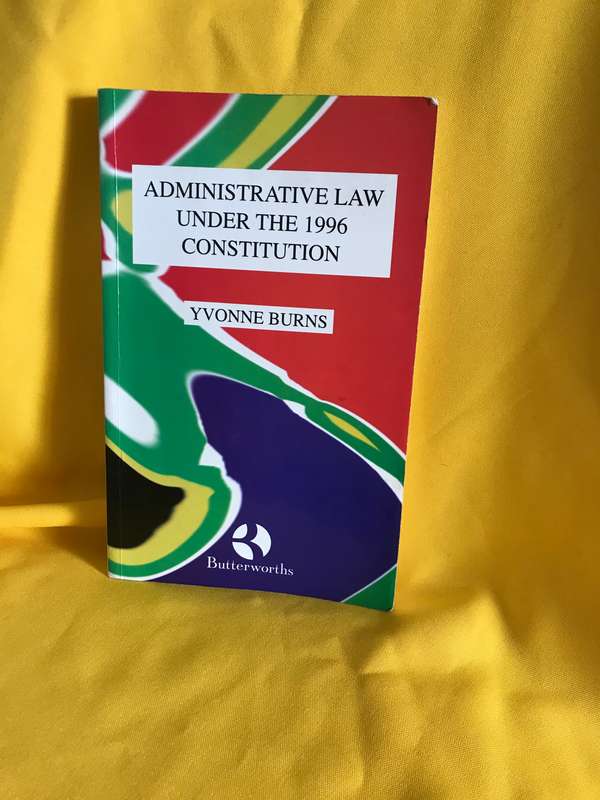 ADMINISTRATIVE LAW
UNDER THE 1996
CONSTITUTION
YVONNE BURNS
Butterworths